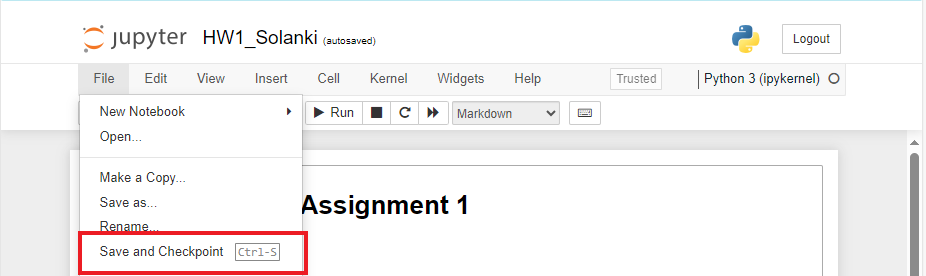 jupyter HW1_Solanki (autosaved) Logout
File Edit View Insert Cell Kernel Widgets Help Trusted Python 3 (ipykernel)
New Notebook
Run Markdown
Open...
Make a Copy...
Save as...
Assignment 1
Rename...
Save and Checkpoint Ctrl-S